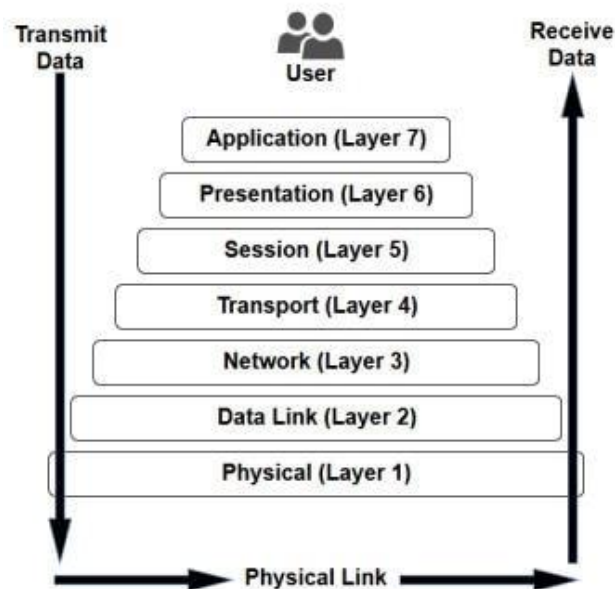 Transmit
Data
User
Receive
Data
Application (Layer 7)
Presentation (Layer 6)
Session (Layer 5)
Transport (Layer 4)
Network (Layer 3)
Data Link (Layer 2)
Physical (Layer 1)
Physical Link